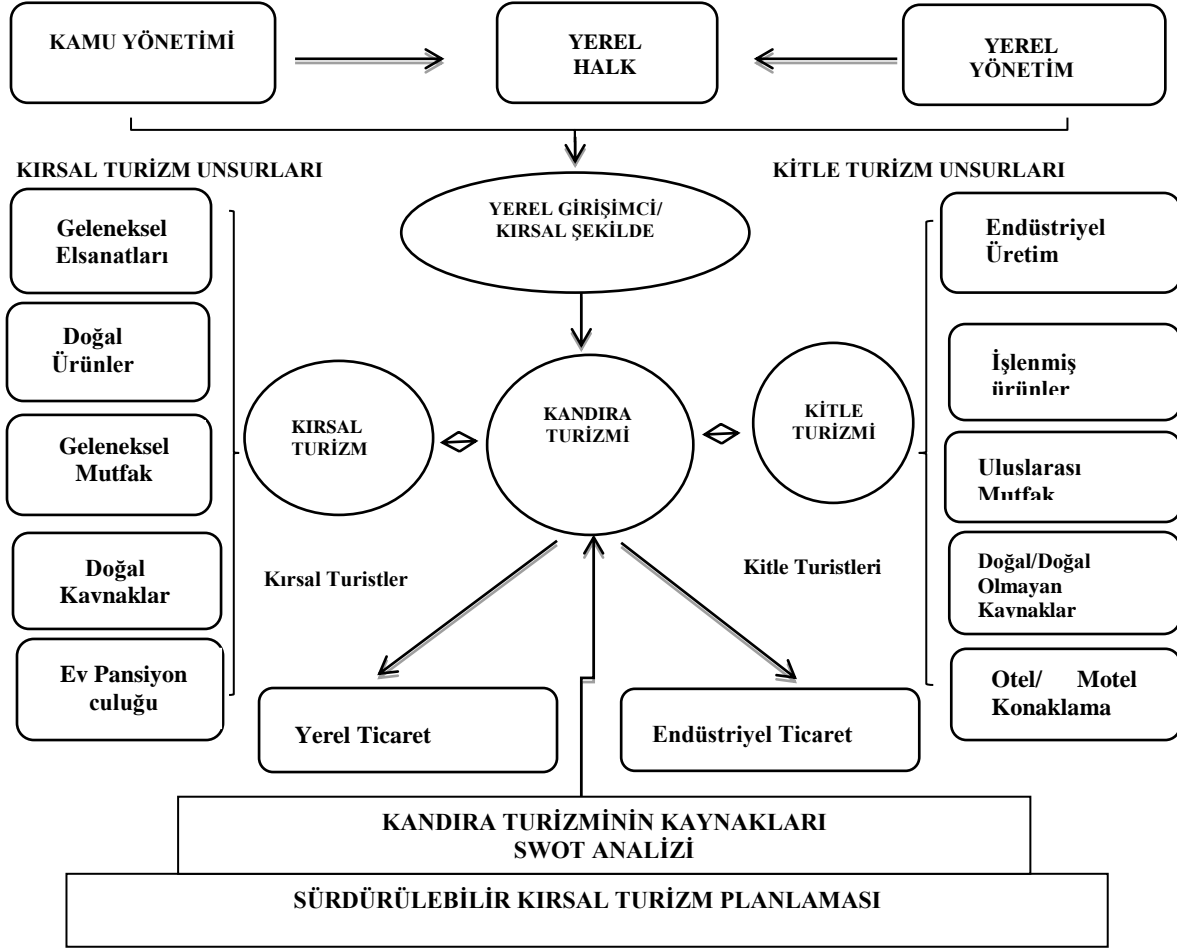 KAMU YÖNETİMİ
YEREL
HALK
YEREL
YÖNETİM
KIRSAL TURİZM UNSURLARI
KİTLE TURİZM UNSURLARI
YEREL GİRİŞİMCİ/
KIRSAL ŞEKİLDE
Geleneksel
Elsanatları
Doğal
Ürünler
Geleneksel
Mutfak
Doğal
Kaynaklar
Ev Pansiyon
culuğu
KIRSAL
TURİZM
KANDIRA
TURİZMİ
KİTLE
TURİZMİ
Endüstriyel
Üretim
İşlenmiş
ürünler
Uluslarası
Mutfak
Doğal/Doğal
Olmayan
Kaynaklar
Otel/ Motel
Konaklama
Kırsal Turistler
Kitle Turistleri
Yerel Ticaret
Endüstriyel Ticaret
KANDIRA TURİZMİNİN KAYNAKLARI
SWOT ANALİZİ
SÜRDÜRÜLEBİLİR KIRSAL TURİZM PLANLAMASI